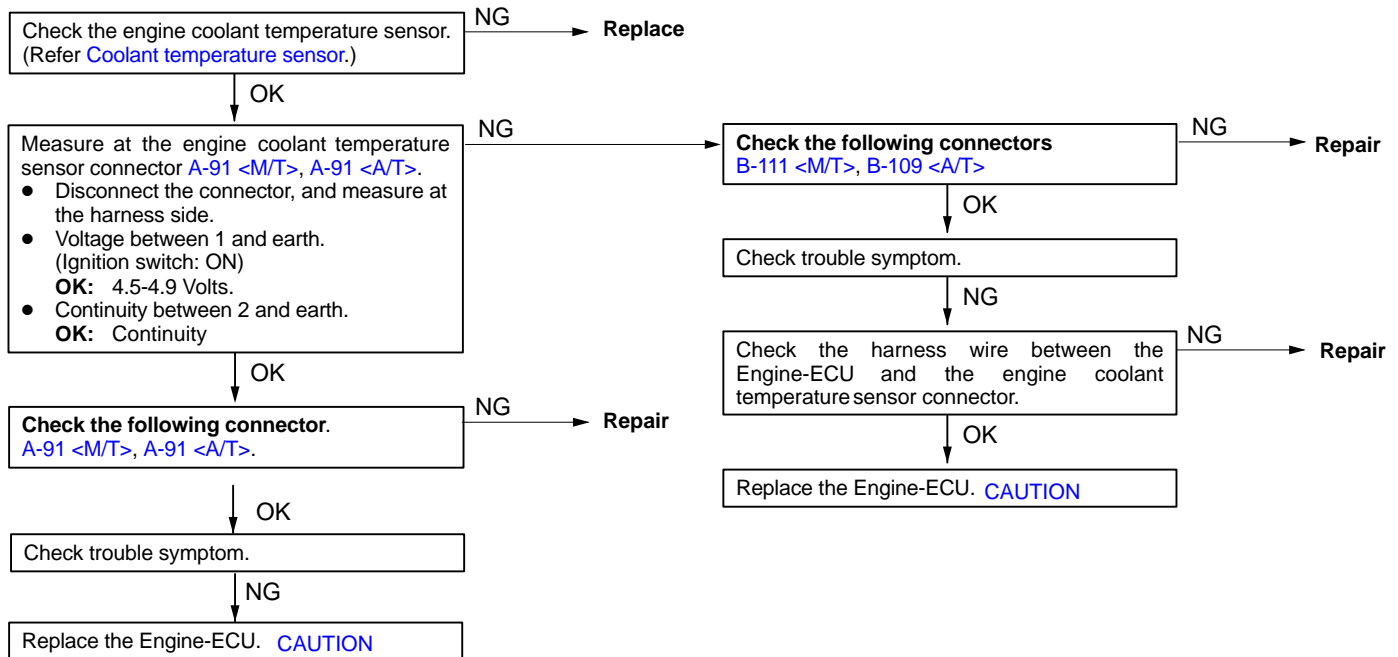 Check the engine coolant temperature sensor.
(Refer Coolant temperature sensor.)
NG
Replace
OK
Measure at the engine coolant temperature
sensor connector A-91 <M/T>, A-91 <A/T>.
● Disconnect the connector, and measure at
the harness side.
● Voltage between 1 and earth.
(Ignition switch: ON)
OK: 4.5-4.9 Volts.
● Continuity between 2 and earth.
OK: Continuity
NG
OK
Check the following connector.
A-91 <M/T>, A-91 <A/T>.
NG
Repair
OK
Check trouble symptom.
NG
Replace the Engine-ECU. CAUTION
Check the following connectors
B-111 <M/T>, B-109 <A/T>
NG
Repair
OK
Check trouble symptom.
NG
Check the harness wire between the
Engine-ECU and the engine coolant
temperature sensor connector.
NG
Repair
OK
Replace the Engine-ECU. CAUTION